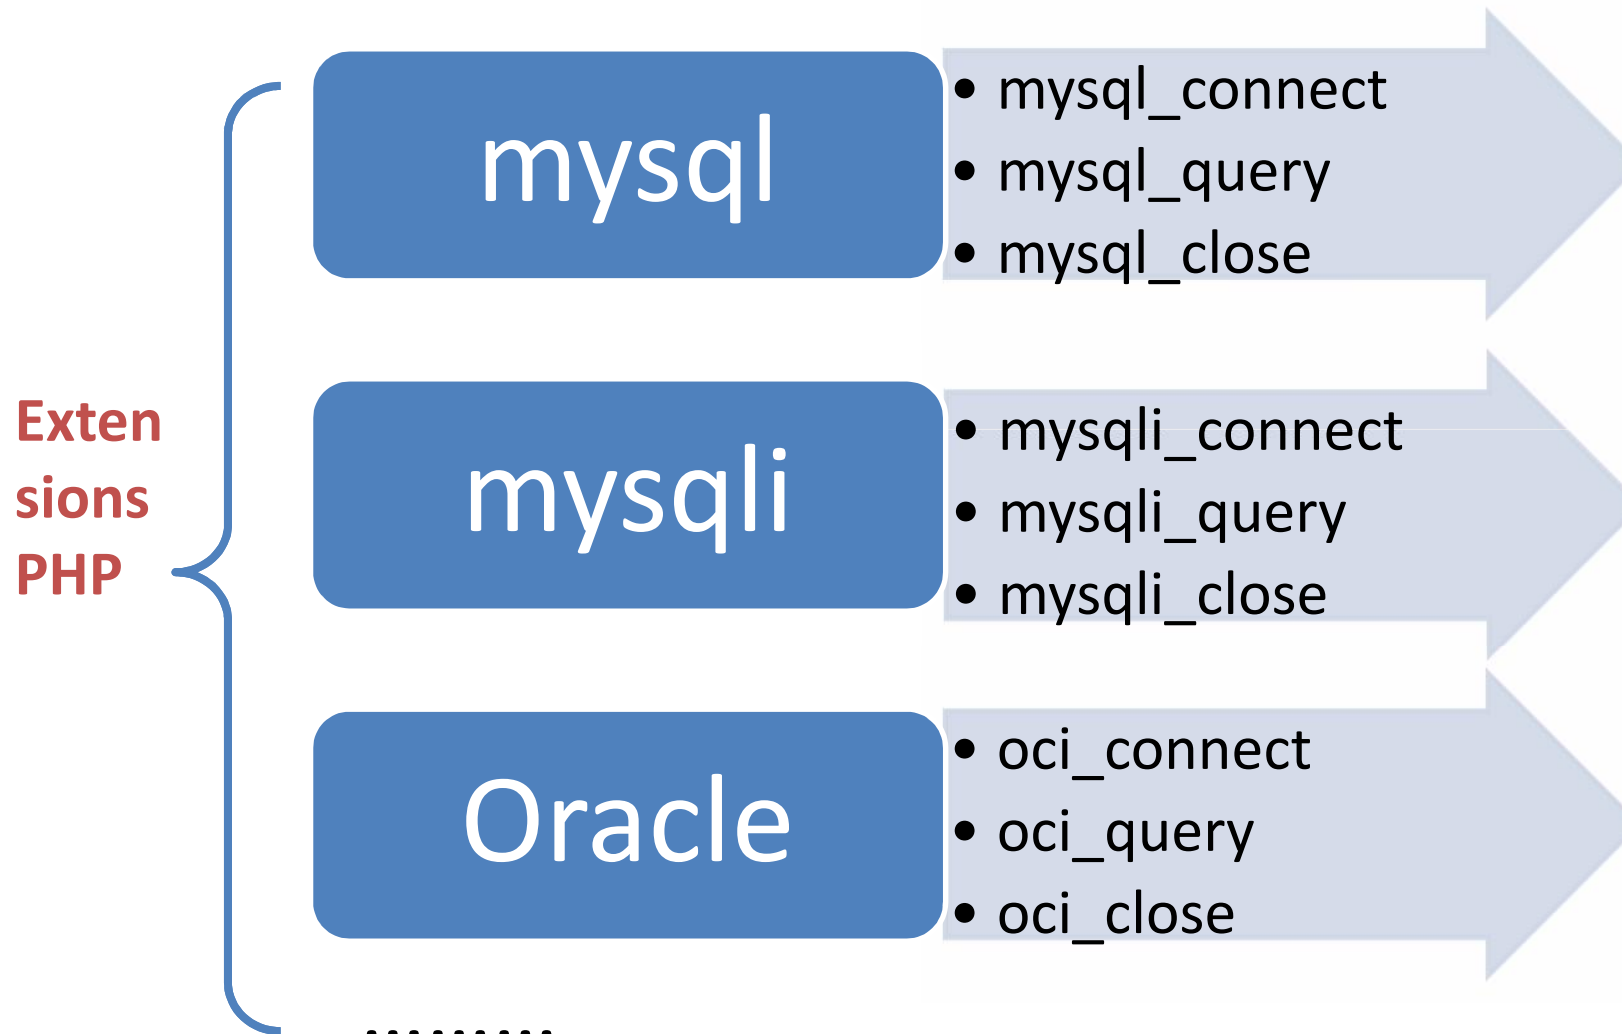 Exten
sions
PHP
mysql
• mysql_connect
• mysql_query
• mysql_close
mysqli
• mysqli_connect
• mysqli_query
• mysqli_close
Oracle
• oci_connect
• oci_query
• oci_close
.........